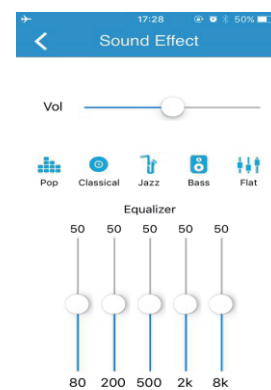 17:28 50%
Sound Effect
Vol
Pop Classical Jazz Bass Flat
Equalizer
50 50 50 50 50
80 200 500 2k 8k